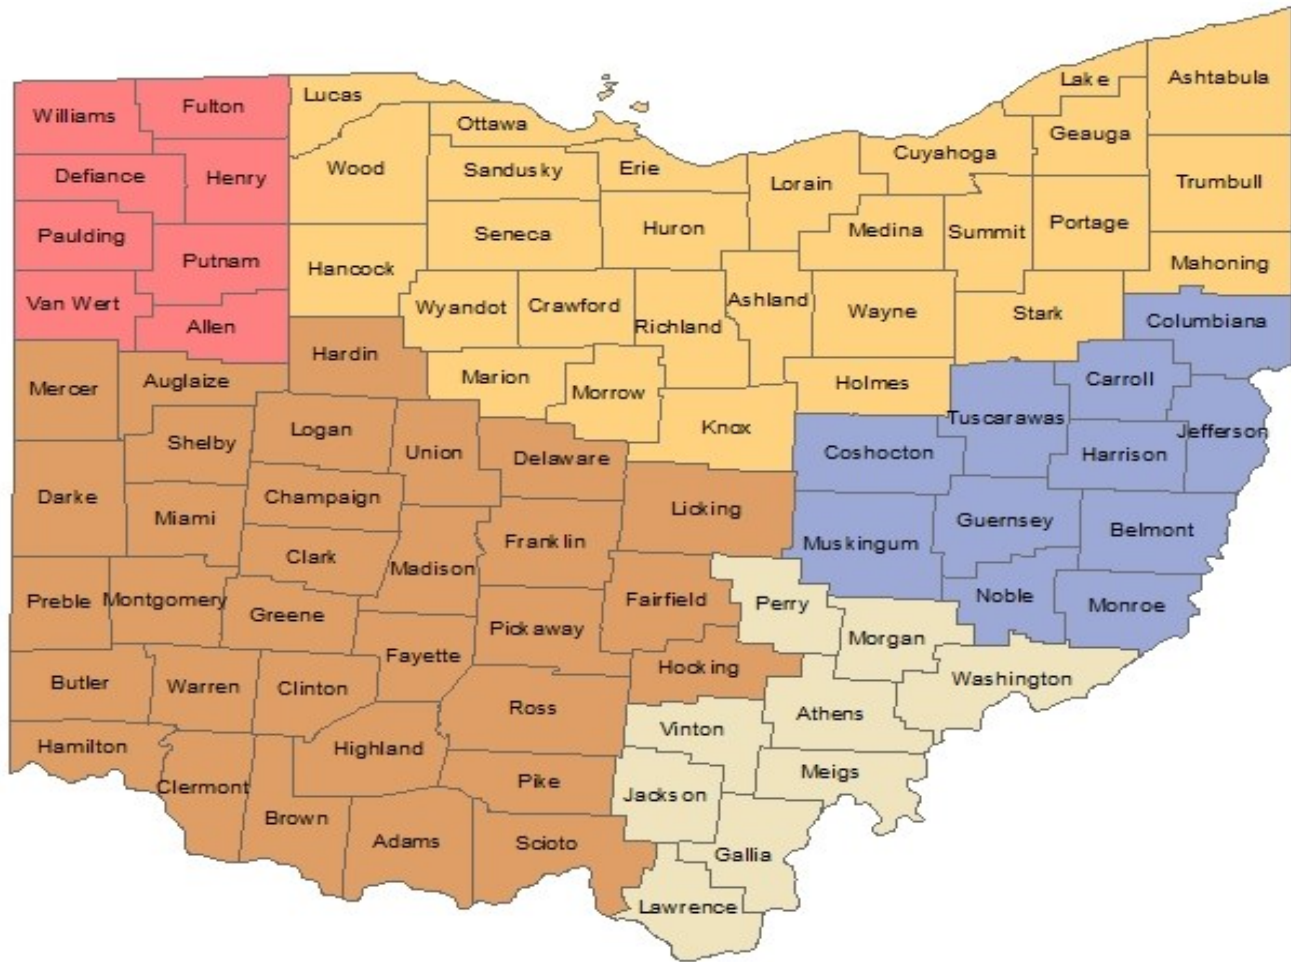 Lake
Ashtabula
Lucas
Fulton
Williams
Ottawa
Geauga
Cuyahoga
Wood
Sandusky
Erie
Defiance
Henry
Lorain
Trumbull
Portage
Medina
Summit
Huron
Seneca
Paulding
Putnam
Hancock
Mahoning
Ashland
Van Wert
Wyandot
Crawford
Wayne
Stark
Columbiana
Allen
Richland
Hardin
Marion
Carroll
Holmes
Auglaize
Mercer
Morrow
Tuscarawas
Knox
Jefferson
Logan
Shelby
Union
Delaware
Coshocton
Harrison
Darke
Champaign
Licking
Miami
Guernsey
Belmont
Franklin
Muskingum
Clark
Madison
Noble
Monroe
Preble
Montgomery
Fairfield
Perry
Greene
Pickaway
Morgan
Fayette
Hocking
Washington
Butler
Warren
Clinton
Ross
Athens
Vinton
Hamilton
Highland
Meigs
Clermont
Pike
Jackson
Brown
Adams
Scioto
Gallia
Lawrence